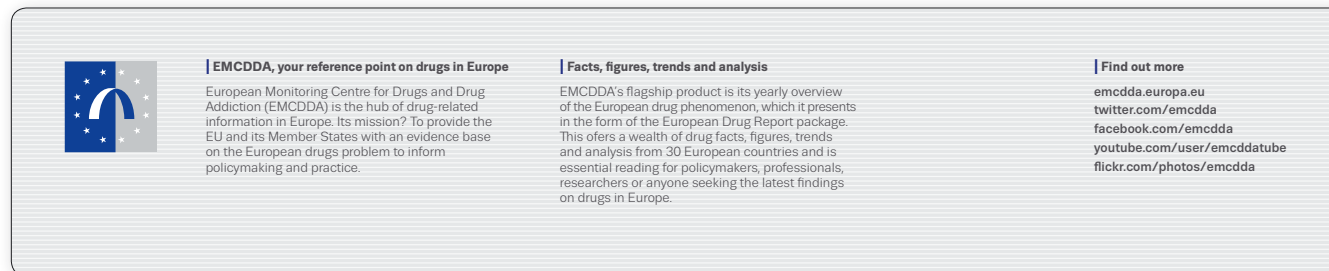 EMCDDA, your reference point on drugs in Europe
European Monitoring Centre for Drugs and Drug
Addiction (EMCDDA) is the hub of drug-related
information in Europe. Its mission? To provide the
EU and its Member States with an evidence base
on the European drugs problem to inform
policymaking and practice.
Facts, figures, trends and analysis
EMCDDA's flagship product is its yearly overview
of the European drug phenomenon, which it presents
in the form of the European Drug Report package.
This ofers a wealth of drug facts, figures, trends
and analysis from 30 European countries and is
essential reading for policymakers, professionals,
researchers or anyone seeking the latest findings
on drugs in Europe.
Find out more
emcdda.europa.eu
twitter.com/emcdda
facebook.com/emcdda
youtube.com/user/emcddatube
flickr.com/photos/emcdda